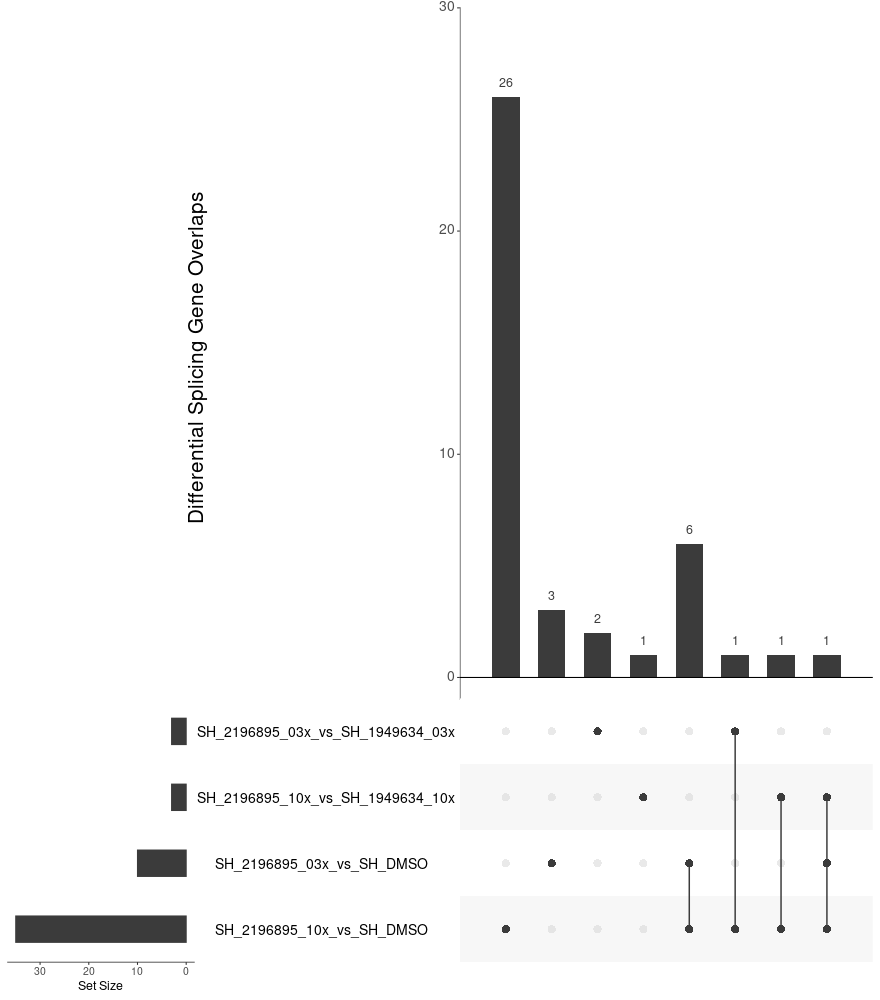 30
26
20
Differential Splicing Gene Overlaps
10
6
3
2
1
1
1
1
0
SH_2196895_03x_vs_SH_1949634_03x
SH_2196895_10x_vs_SH_1949634_10x
SH_2196895_03x_vs_SH_DMSO
SH_2196895_10x_vs_SH_DMSO
30 20 10 0
Set Size